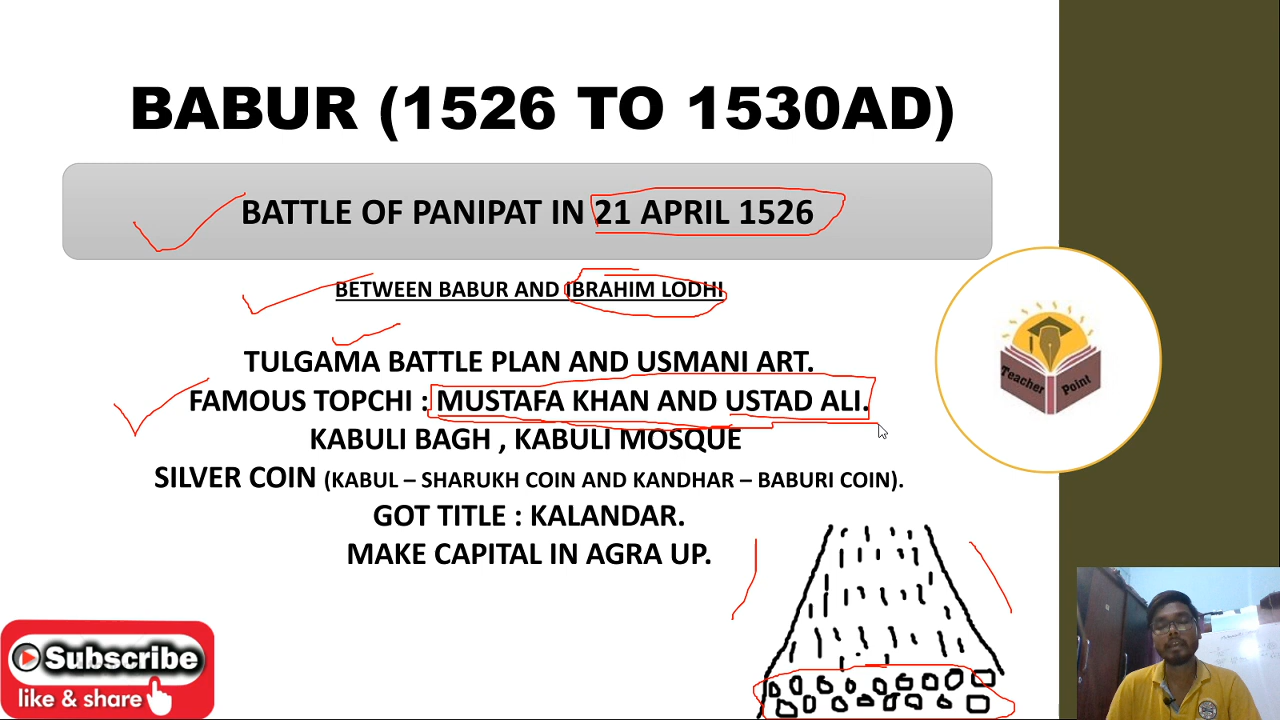 BABUR (1526 TO 1530AD)
BATTLE OF PANIPAT IN 21 APRIL 1526
BETWEEN BABUR AND IBRAHIM LODHI
TULGAMA BATTLE PLAN AND USMANI ART.
FAMOUS TOPCHI : MUSTAFA KHAN AND USTAD ALI.
KABULI BAGH , KABULI MOSQUE
SILVER COIN (KABUL – SHARUKH COIN AND KANDHAR – BABURI COIN).
GOT TITLE : KALANDAR.
MAKE CAPITAL IN AGRA UP.
Teacher Point
Subscribe
like & share